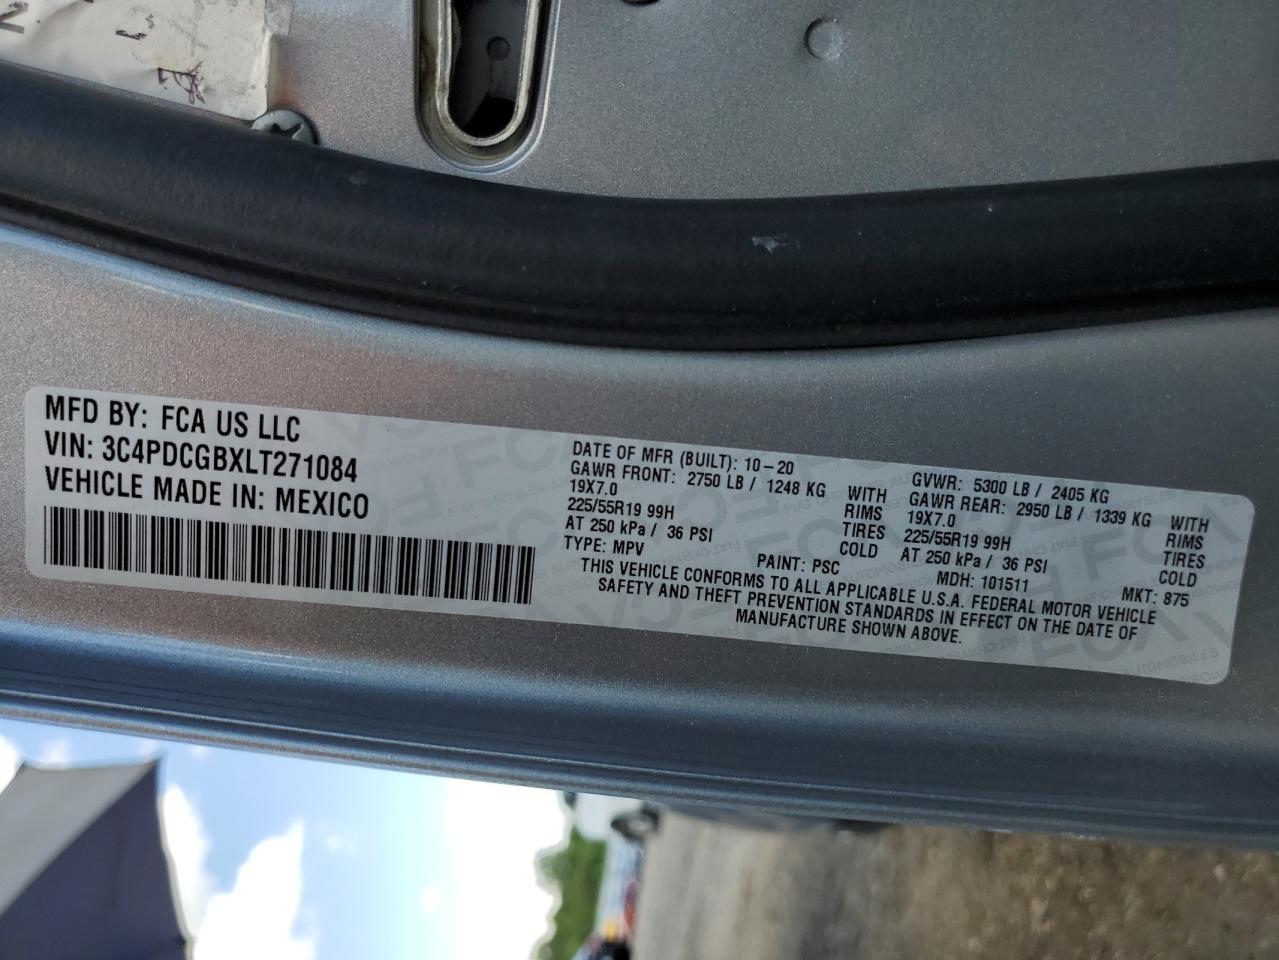 MFD BY: FCA US LLC
VIN: 3C4PDCGBXLT271084
VEHICLE MADE IN: MEXICO
DATE OF MFR (BUILT): 10-20
GVWR: 5300 LB / 2405 KG
GAWR FRONT: 2750 LB / 1248 KG WITH
19X7.0 RIMS
225/55R19 99H TIRES
AT 250 kPa / 36 PSI COLD
GAWR REAR: 2950 LB / 1339 KG WITH
19X7.0 RIMS
225/55R19 99H TIRES
AT 250 kPa / 36 PSI COLD
TYPE: MPV PAINT: PSC MDH: 101511 MKT: 875
THIS VEHICLE CONFORMS TO ALL APPLICABLE U.S.A. FEDERAL MOTOR VEHICLE
SAFETY AND THEFT PREVENTION STANDARDS IN EFFECT ON THE DATE OF
MANUFACTURE SHOWN ABOVE.